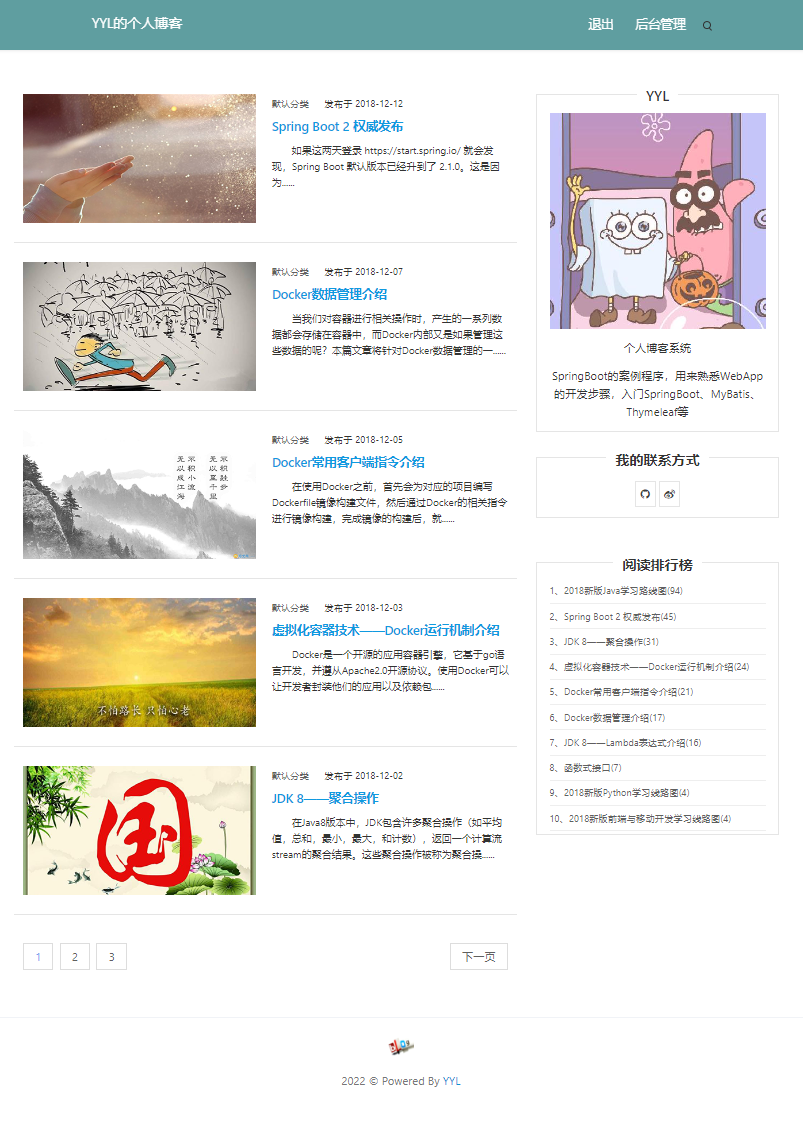 YYL的个人博客
退出 后台管理
默认分类 发布于 2018-12-12
Spring Boot 2 权威发布
如果这两天登录 https://start.spring.io/ 就会发
现，Spring Boot 默认版本已经升到了 2.1.0。这是因
为......
默认分类 发布于 2018-12-07
Docker数据管理介绍
当我们对容器进行相关操作时，产生的一系列数
据都会存储在容器中，而Docker内部又是如果管理这
些数据的呢？本篇文章将针对Docker数据管理的一......
不积跬步
无以至千里
不积小流
无以成江海
默认分类 发布于 2018-12-05
Docker常用客户端指令介绍
在使用Docker之前，首先会为对应的项目编写
Dockerfile镜像构建文件，然后通过Docker的相关指令
进行镜像构建，完成镜像的构建后，就......
不怕路长 只怕心老
默认分类 发布于 2018-12-03
虚拟化容器技术——Docker运行机制介绍
Docker是一个开源的应用容器引擎，它基于go语
言开发，并遵从Apache2.0开源协议。使用Docker可以
让开发者封装他们的应用以及依赖包......
国
默认分类 发布于 2018-12-02
JDK 8——聚合操作
在Java8版本中，JDK包含许多聚合操作（如平均
值，总和，最小，最大，和计数），返回一个计算流
stream的聚合结果。这些聚合操作被称为聚合操......
1 2 3 下一页
YYL
个人博客系统
SpringBoot的案例程序，用来熟悉WebApp
的开发步骤，入门SpringBoot、MyBatis、
Thymeleaf等
我的联系方式
阅读排行榜
1、2018新版Java学习路线图(94)
2、Spring Boot 2 权威发布(45)
3、JDK 8——聚合操作(31)
4、虚拟化容器技术——Docker运行机制介绍(24)
5、Docker常用客户端指令介绍(21)
6、Docker数据管理介绍(17)
7、JDK 8——Lambda表达式介绍(16)
8、函数式接口(7)
9、2018新版Python学习线路图(4)
10、2018新版前端与移动开发学习线路图(4)
2022 © Powered By YYL